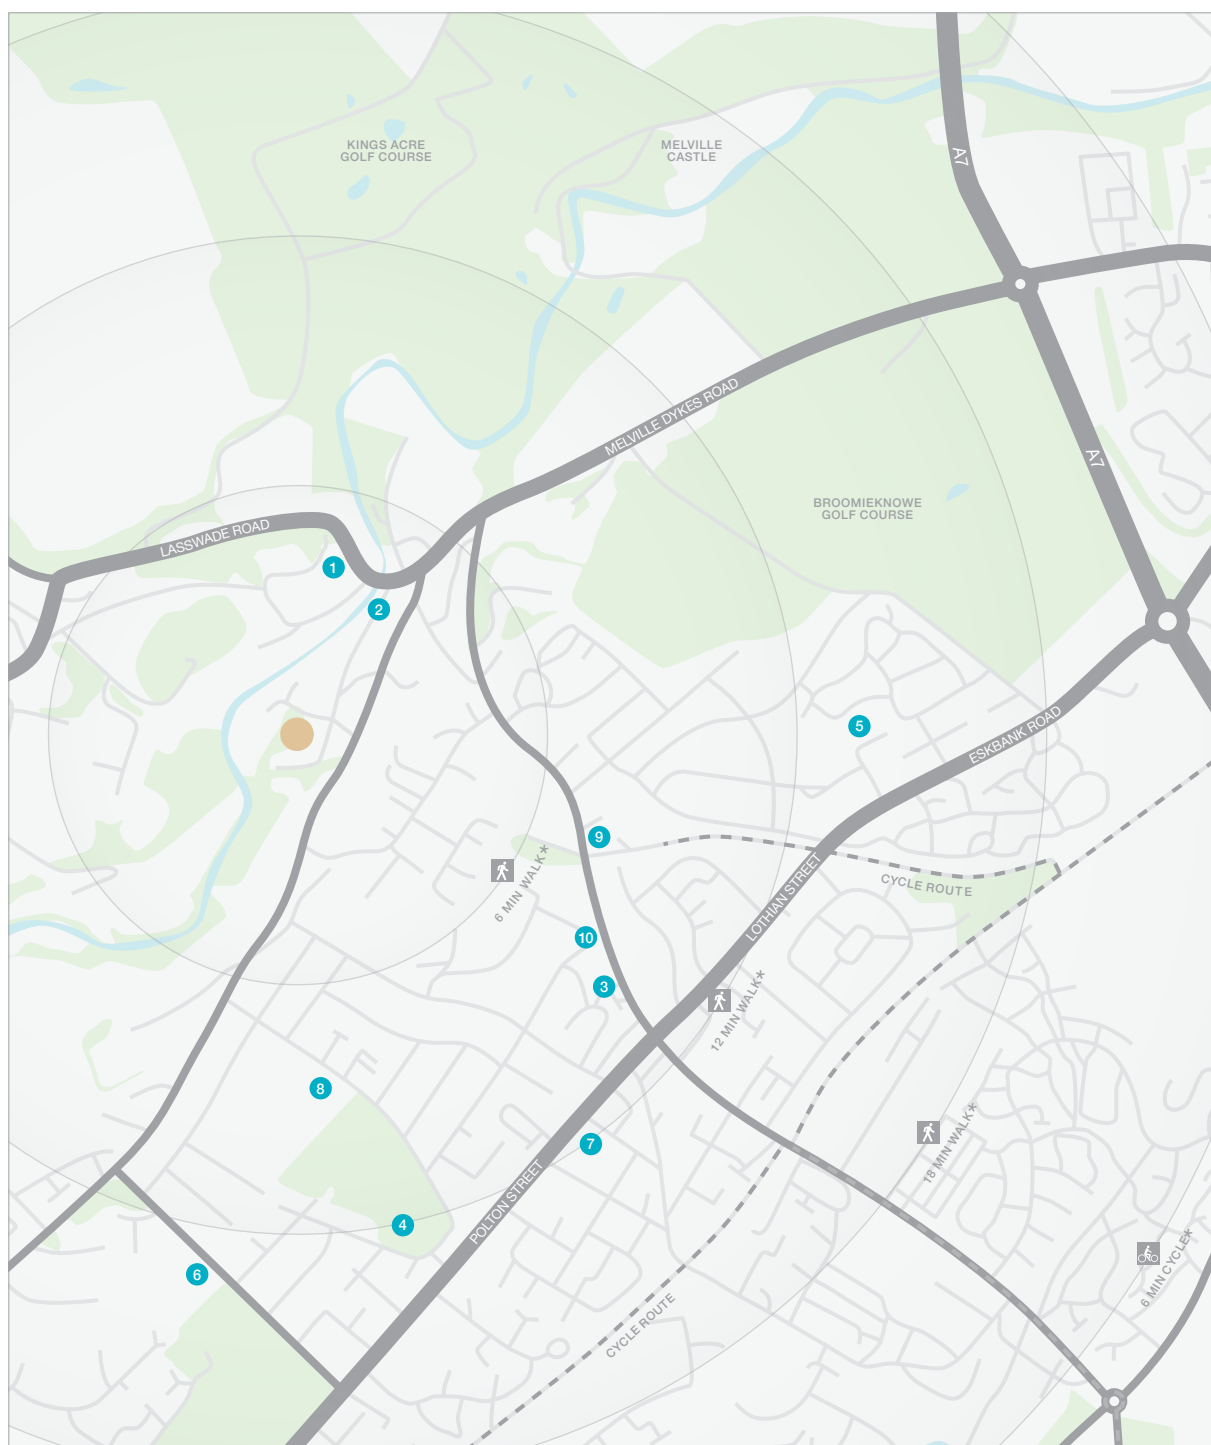 KINGS ACRE
GOLF COURSE
MELVILLE
CASTLE
A7
MELVILLE DYKES ROAD
A7
BROOMIEKNOWE
GOLF COURSE
LASSWADE ROAD
1
2
5
ESKBANK ROAD
9
6 MIN WALK*
CYCLE ROUTE
LOTHIAN STREET
10
3
12 MIN WALK*
8
7
18 MIN WALK*
POLTON STREET
4
6
6 MIN CYCLE*
CYCLE ROUTE